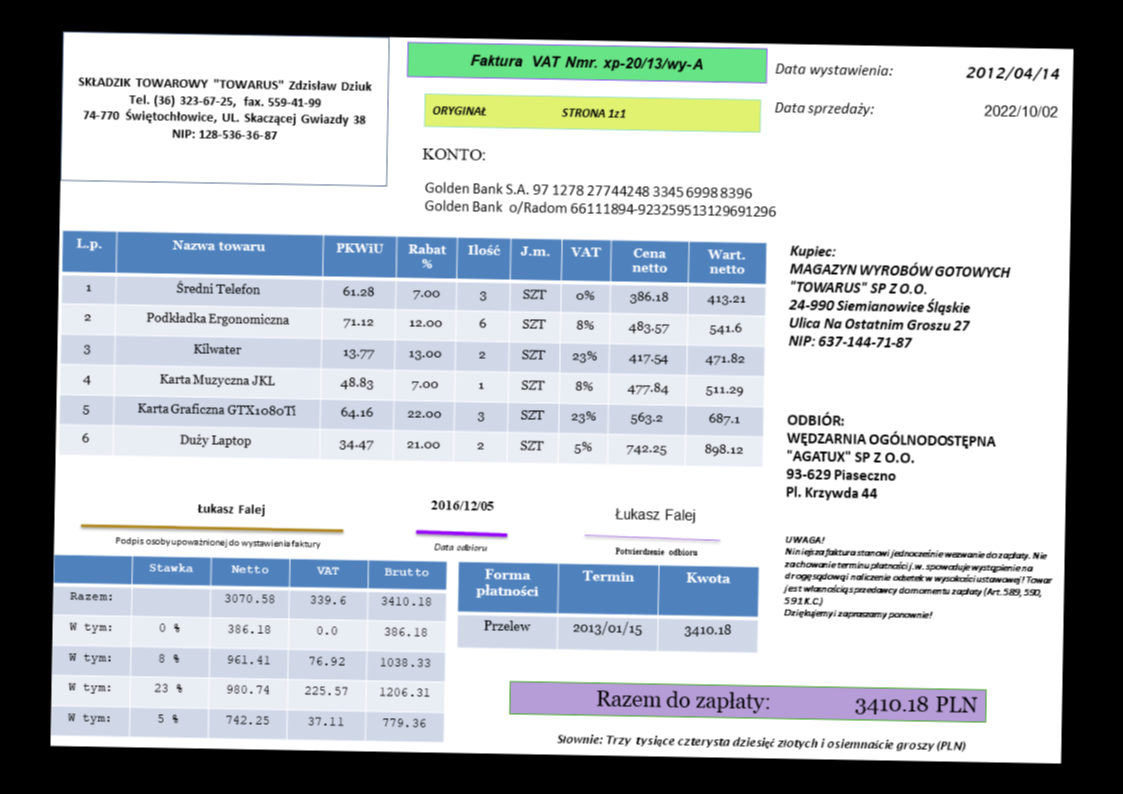 SKŁADZIK TOWAROWY "TOWARUS" Zdzisław Dziuk
Tel. (36) 323-67-25, fax. 559-41-99
74-770 Świętochłowice, UL. Skaczącej Gwiazdy 38
NIP: 128-536-36-87
Faktura VAT Nmr. xp-20/13/wy-A
ORYGINAŁ STRONA 1z1
Data wystawienia: 2012/04/14
Data sprzedaży: 2022/10/02
KONTO:
Golden Bank S.A. 97 1278 27744248 3345 6998 8396
Golden Bank o/Radom 66111894-923259513129691296
L.p. Nazwa towaru PKWiU Rabat % Ilość J.m. VAT Cena netto Wart. netto
1 Średni Telefon 61.28 7.00 3 SZT 0% 386.18 413.21
2 Podkładka Ergonomiczna 71.12 12.00 6 SZT 8% 483.57 541.6
3 Kilwater 13.77 13.00 2 SZT 23% 417.54 471.82
4 Karta Muzyczna JKL 48.83 7.00 1 SZT 8% 477.84 511.29
5 Karta Graficzna GTX1080Ti 64.16 22.00 3 SZT 23% 563.2 687.1
6 Duży Laptop 34.47 21.00 2 SZT 5% 742.25 898.12
Kupiec:
MAGAZYN WYROBÓW GOTOWYCH
"TOWARUS" SP Z O.O.
24-990 Siemianowice Śląskie
Ulica Na Ostatnim Groszu 27
NIP: 637-144-71-87
ODBIÓR:
WĘDZARNIA OGÓLNODOSTĘPNA
"AGATUX" SP Z O.O.
93-629 Piaseczno
Pl. Krzywda 44
Łukasz Falej
Podpis osoby upoważnionej do wystawienia faktury
2016/12/05
Data odbioru
Łukasz Falej
Potwierdzenie odbioru
UWAGA!
Niniejsza faktura stanowi jednocześnie wezwanie do zapłaty. Nie
zachowanie terminu płatności j.w. spowoduje wystąpienie na
drogę sądową i naliczenie odsetek w wysokości ustawowej! Towar
jest własnością sprzedawcy do momentu zapłaty (Art. 589, 590,
591 K.C.)
Dziękujemy i zapraszamy ponownie!
Stawka Netto VAT Brutto
Razem: 3070.58 339.6 3410.18
W tym: 0 % 386.18 0.0 386.18
W tym: 8 % 961.41 76.92 1038.33
W tym: 23 % 980.74 225.57 1206.31
W tym: 5 % 742.25 37.11 779.36
Forma płatności Termin Kwota
Przelew 2013/01/15 3410.18
Razem do zapłaty: 3410.18 PLN
Słownie: Trzy tysiące czterysta dziesięć złotych i osiemnaście groszy (PLN)